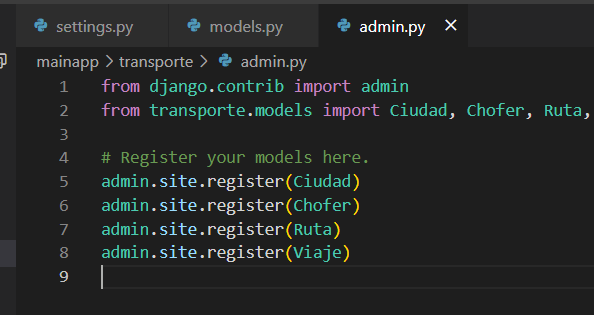 settings.py models.py admin.py ×
mainapp > transporte > admin.py
1 from django.contrib import admin
2 from transporte.models import Ciudad, Chofer, Ruta,
3
4 # Register your models here.
5 admin.site.register(Ciudad)
6 admin.site.register(Chofer)
7 admin.site.register(Ruta)
8 admin.site.register(Viaje)
9